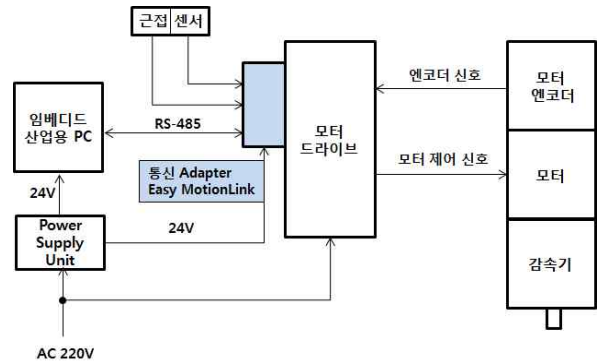 근접 센서
임베디드
산업용 PC
RS-485
통신 Adapter
Easy MotionLink
모터
드라이브
엔코더 신호
모터 제어 신호
모터
엔코더
모터
감속기
24V
Power
Supply
Unit
24V
AC 220V